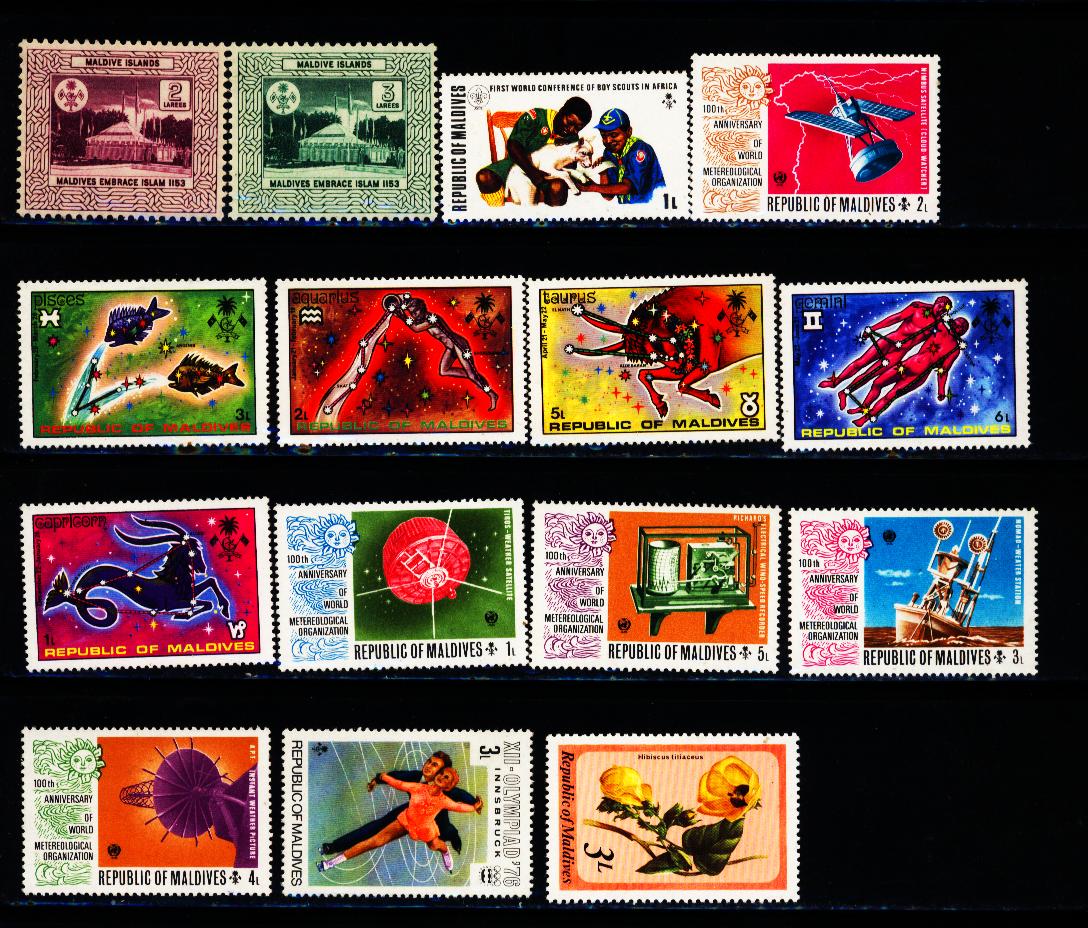 MALDIVE ISLANDS
2
LAREES
MALDIVES EMBRACE ISLAM 1153
MALDIVE ISLANDS
3
LAREES
MALDIVES EMBRACE ISLAM 1153
REPUBLIC OF MALDIVES
FIRST WORLD CONFERENCE OF BOY SCOUTS IN AFRICA
1L
100th
ANNIVERSARY
OF
WORLD
METEREOLOGICAL
ORGANIZATION
NIMBUS SATELLITE (CLOUD WATCHER)
REPUBLIC OF MALDIVES 2L
pisces
3L
REPUBLIC OF MALDIVES
aquarius
2L
REPUBLIC OF MALDIVES
taurus
April 21 - May 22
EL NATH
ALDEBARAN
5L
REPUBLIC OF MALDIVES
gemini
6L
REPUBLIC OF MALDIVES
capricorn
1L
REPUBLIC OF MALDIVES
100th
ANNIVERSARY
OF
WORLD
METEREOLOGICAL
ORGANIZATION
TIROS-WEATHER SATELLITE
REPUBLIC OF MALDIVES 1L
100th
ANNIVERSARY
OF
WORLD
METEREOLOGICAL
ORGANIZATION
RICHARD'S ELECTRICAL WIND-SPEED RECORDER
REPUBLIC OF MALDIVES 5L
100th
ANNIVERSARY
OF
WORLD
METEREOLOGICAL
ORGANIZATION
NOMAD-WEATHER STATION
REPUBLIC OF MALDIVES 3L
100th
ANNIVERSARY
OF
WORLD
METEREOLOGICAL
ORGANIZATION
A.P.T. INSTANT WEATHER PICTURE
REPUBLIC OF MALDIVES 4L
REPUBLIC OF MALDIVES
3L
XII-OLYMPIAD '76
INNSBRUCK
Hibiscus tiliaceus
Republic of Maldives
3L